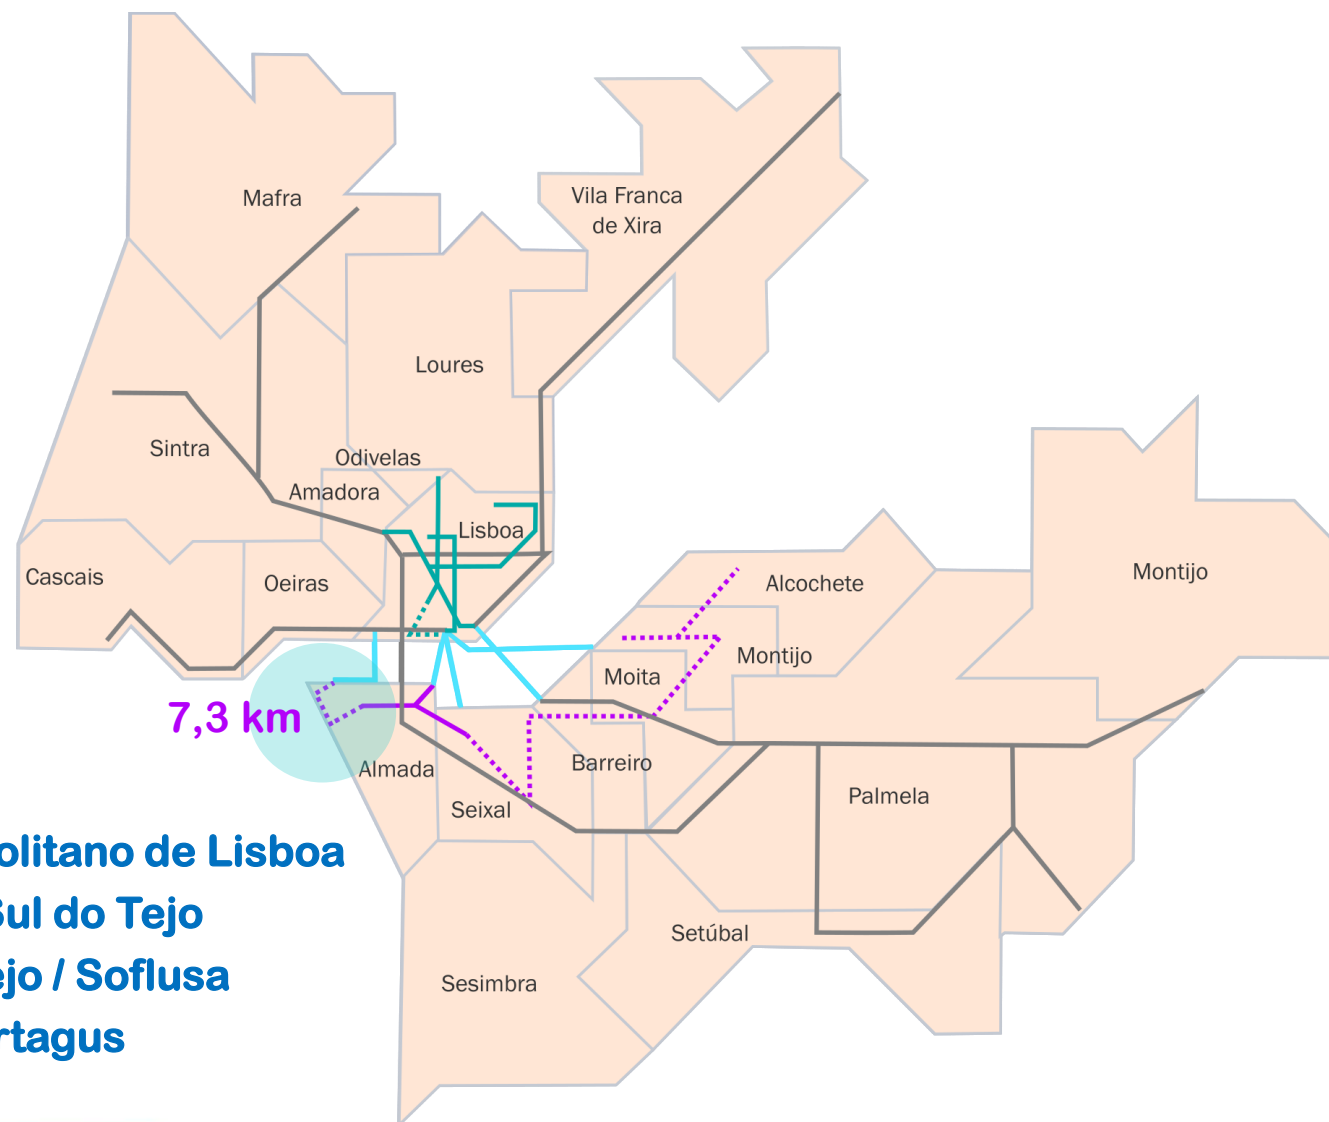 Mafra
Vila Franca
de Xira
Loures
Sintra
Odivelas
Amadora
Lisboa
Cascais
Oeiras
Alcochete
Montijo
Montijo
Moita
7,3 km
Almada
Barreiro
Seixal
Palmela
olitano de Lisboa
Sul do Tejo
Setúbal
ejo / Soflusa
Sesimbra
rtagus